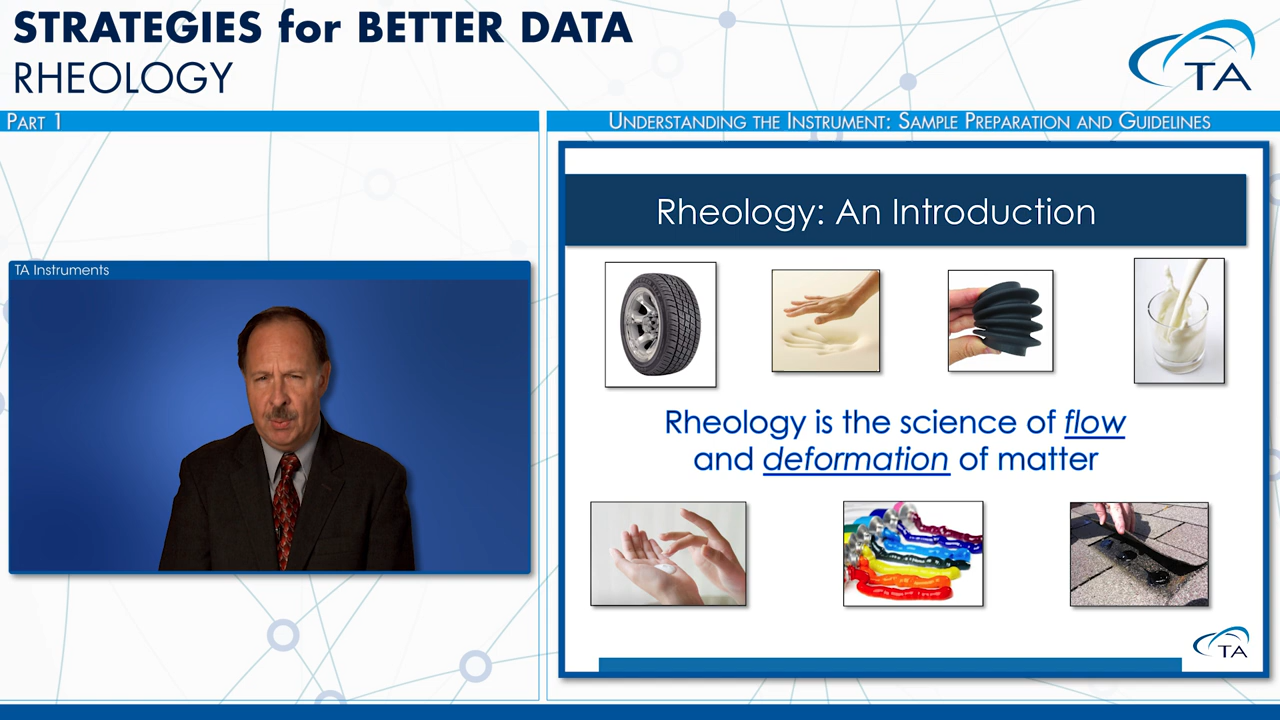 STRATEGIES for BETTER DATA
RHEOLOGY
TA
PART 1
UNDERSTANDING THE INSTRUMENT: SAMPLE PREPARATION AND GUIDELINES
TA Instruments
Rheology: An Introduction
Rheology is the science of flow
and deformation of matter
TA